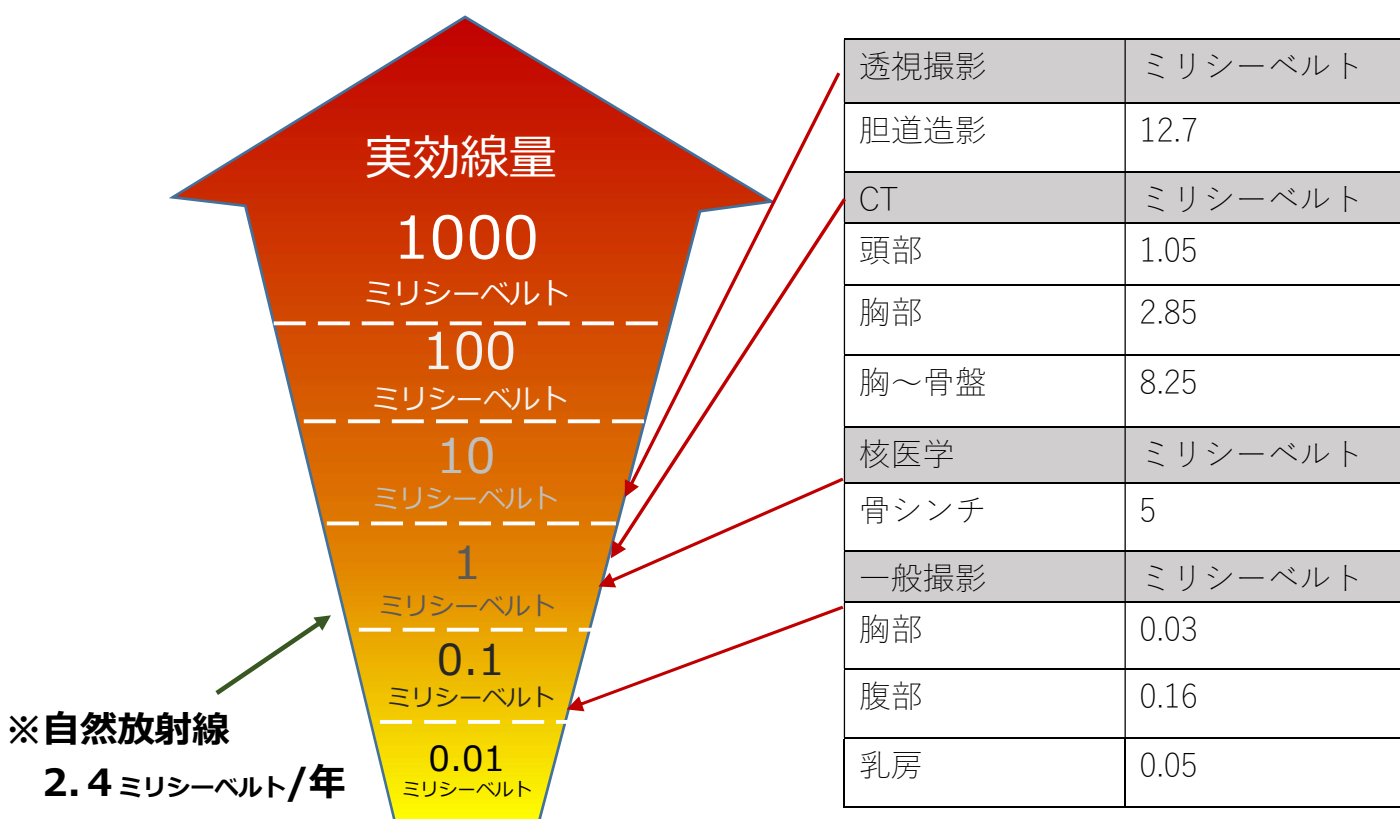 実効線量
1000
ミリシーベルト
100
ミリシーベルト
10
ミリシーベルト
1
ミリシーベルト
0.1
ミリシーベルト
0.01
ミリシーベルト
※自然放射線
2.4ミリシーベルト/年
透視撮影 ミリシーベルト
胆道造影 12.7
CT ミリシーベルト
頭部 1.05
胸部 2.85
胸～骨盤 8.25
核医学 ミリシーベルト
骨シンチ 5
一般撮影 ミリシーベルト
胸部 0.03
腹部 0.16
乳房 0.05